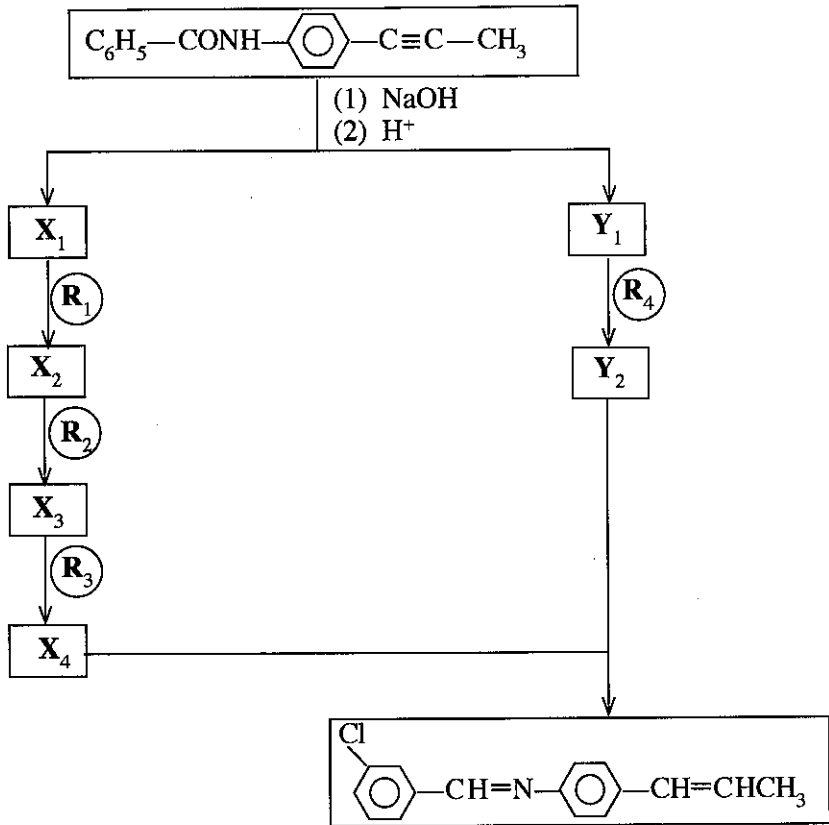 C₆H₅—CONH—⌬—C≡C—CH₃
(1) NaOH
(2) H⁺
X₁ Y₁
R₁ R₄
X₂ Y₂
R₂
X₃
R₃
X₄
Cl
CH=N—⌬—CH=CHCH₃